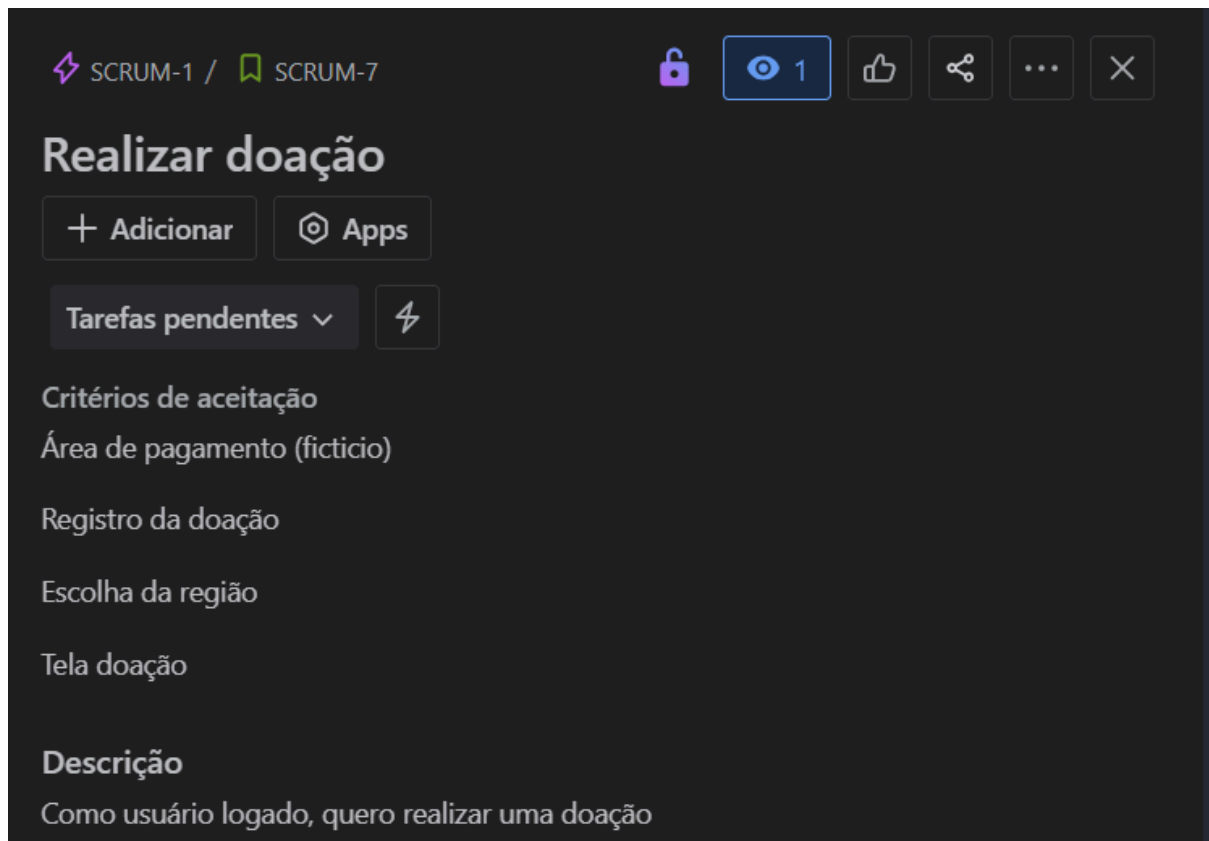 SCRUM-1 / SCRUM-7
1
Realizar doação
Adicionar
Apps
Tarefas pendentes
Critérios de aceitação
Área de pagamento (ficticio)
Registro da doação
Escolha da região
Tela doação
Descrição
Como usuário logado, quero realizar uma doação